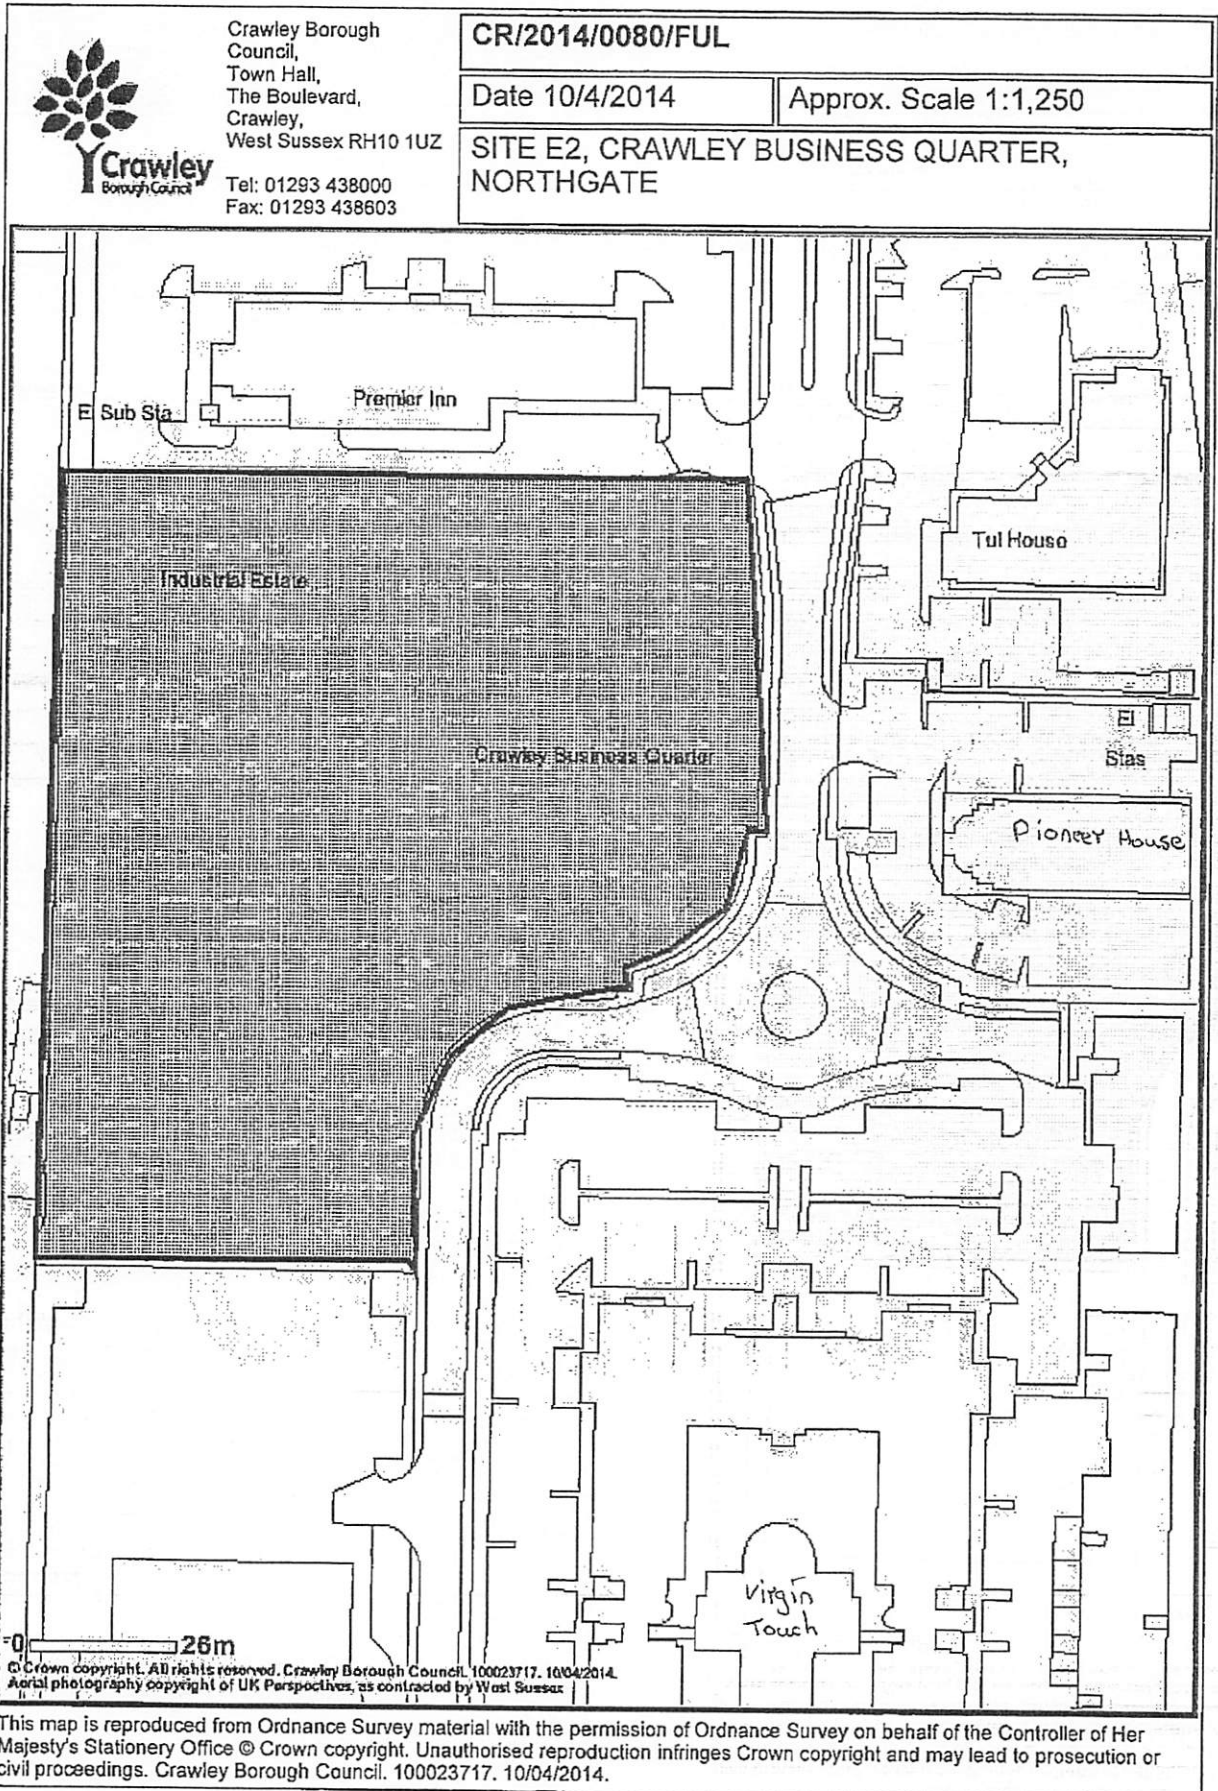 Crawley
Borough Council
Crawley Borough
Council,
Town Hall,
The Boulevard,
Crawley,
West Sussex RH10 1UZ
Tel: 01293 438000
Fax: 01293 438603
CR/2014/0080/FUL
Date 10/4/2014
Approx. Scale 1:1,250
SITE E2, CRAWLEY BUSINESS QUARTER,
NORTHGATE
Premier Inn
El Sub Sta
Tul House
Industrial Estate
El
Stas
Crawley Business Quarter
Pioneer House
Virgin
Touch
0 26m
© Crown copyright. All rights reserved. Crawley Borough Council. 100023717. 10/04/2014.
Aerial photography copyright of UK Perspectives, as contracted by West Sussex
This map is reproduced from Ordnance Survey material with the permission of Ordnance Survey on behalf of the Controller of Her
Majesty's Stationery Office © Crown copyright. Unauthorised reproduction infringes Crown copyright and may lead to prosecution or
civil proceedings. Crawley Borough Council. 100023717. 10/04/2014.